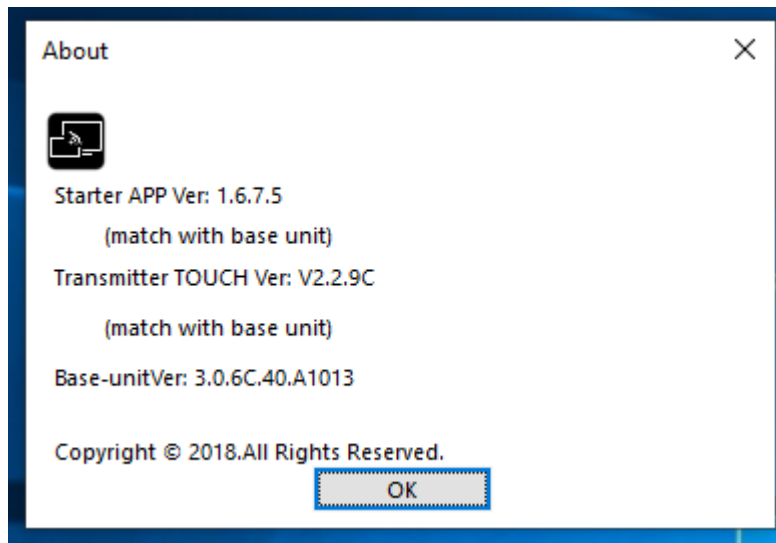 About
Starter APP Ver: 1.6.7.5
(match with base unit)
Transmitter TOUCH Ver: V2.2.9C
(match with base unit)
Base-unitVer: 3.0.6C.40.A1013
Copyright © 2018.All Rights Reserved.
OK